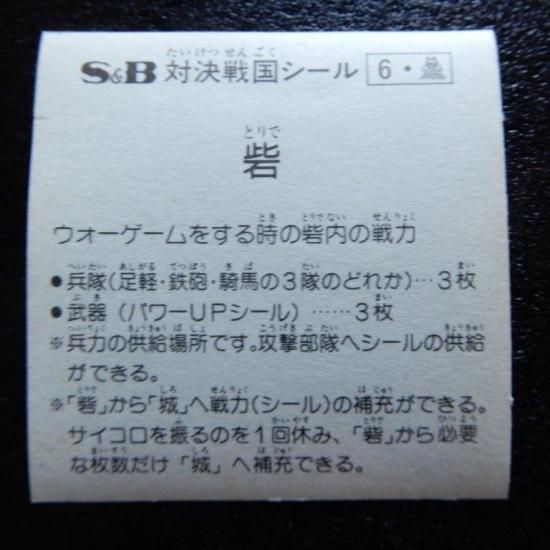 S&B 対決戦国シール 6・
砦
ウォーゲームをする時の砦内の戦力
●兵隊(足軽・鉄砲・騎馬の3隊のどれか)…3枚
●武器(パワーUPシール)……3枚
※兵力の供給場所です。攻撃部隊へシールの供給
ができる。
※「砦」から「城」へ戦力(シール)の補充ができる。
サイコロを振るのを1回休み、「砦」から必要
な枚数だけ「城」へ補充できる。